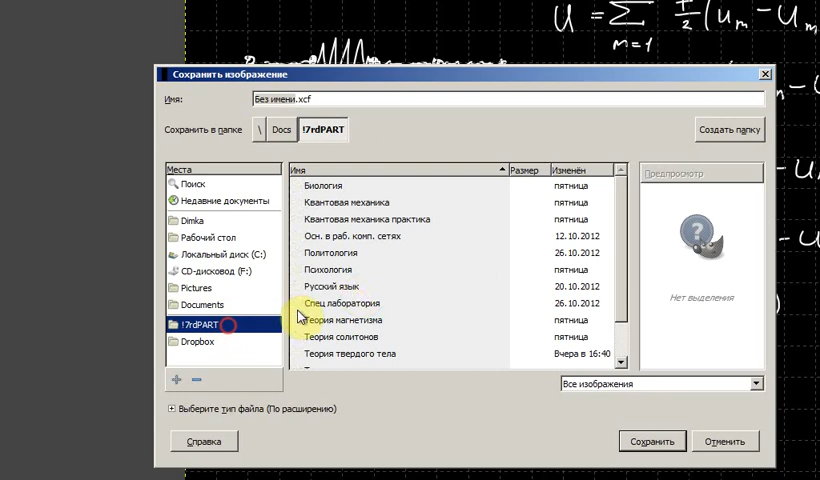 U = Σ T/2 (u_m - u_m
m=1
Сохранить изображение
Имя: Без имени.xcf
Сохранить в папке \ Docs !7rdPART Создать папку
Места Имя Размер Изменён Предпросмотр
Поиск Биология пятница
Недавние документы Квантовая механика пятница
Dimka Квантовая механика практика пятница
Рабочий стол Осн. в раб. комп. сетях 12.10.2012
Локальный диск (C:) Политология 26.10.2012
CD-дисковод (F:) Психология пятница
Pictures Русский язык 20.10.2012
Documents Спец лаборатория 26.10.2012
Нет выделения
!7rdPART Теория магнетизма пятница
Dropbox Теория солитонов пятница
Теория твердого тела Вчера в 16:40
Все изображения
Выберите тип файла (По расширению)
Справка Сохранить Отменить